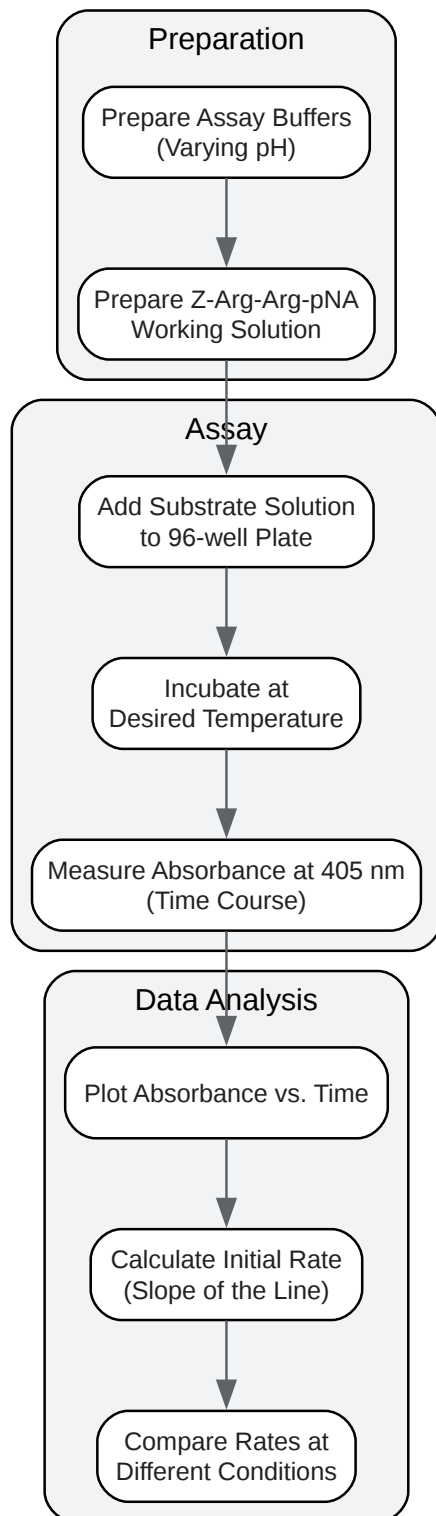 Preparation
Prepare Assay Buffers
(Varying pH)
Prepare Z-Arg-Arg-pNA
Working Solution
Assay
Add Substrate Solution
to 96-well Plate
Incubate at
Desired Temperature
Measure Absorbance at 405 nm
(Time Course)
Data Analysis
Plot Absorbance vs. Time
Calculate Initial Rate
(Slope of the Line)
Compare Rates at
Different Conditions